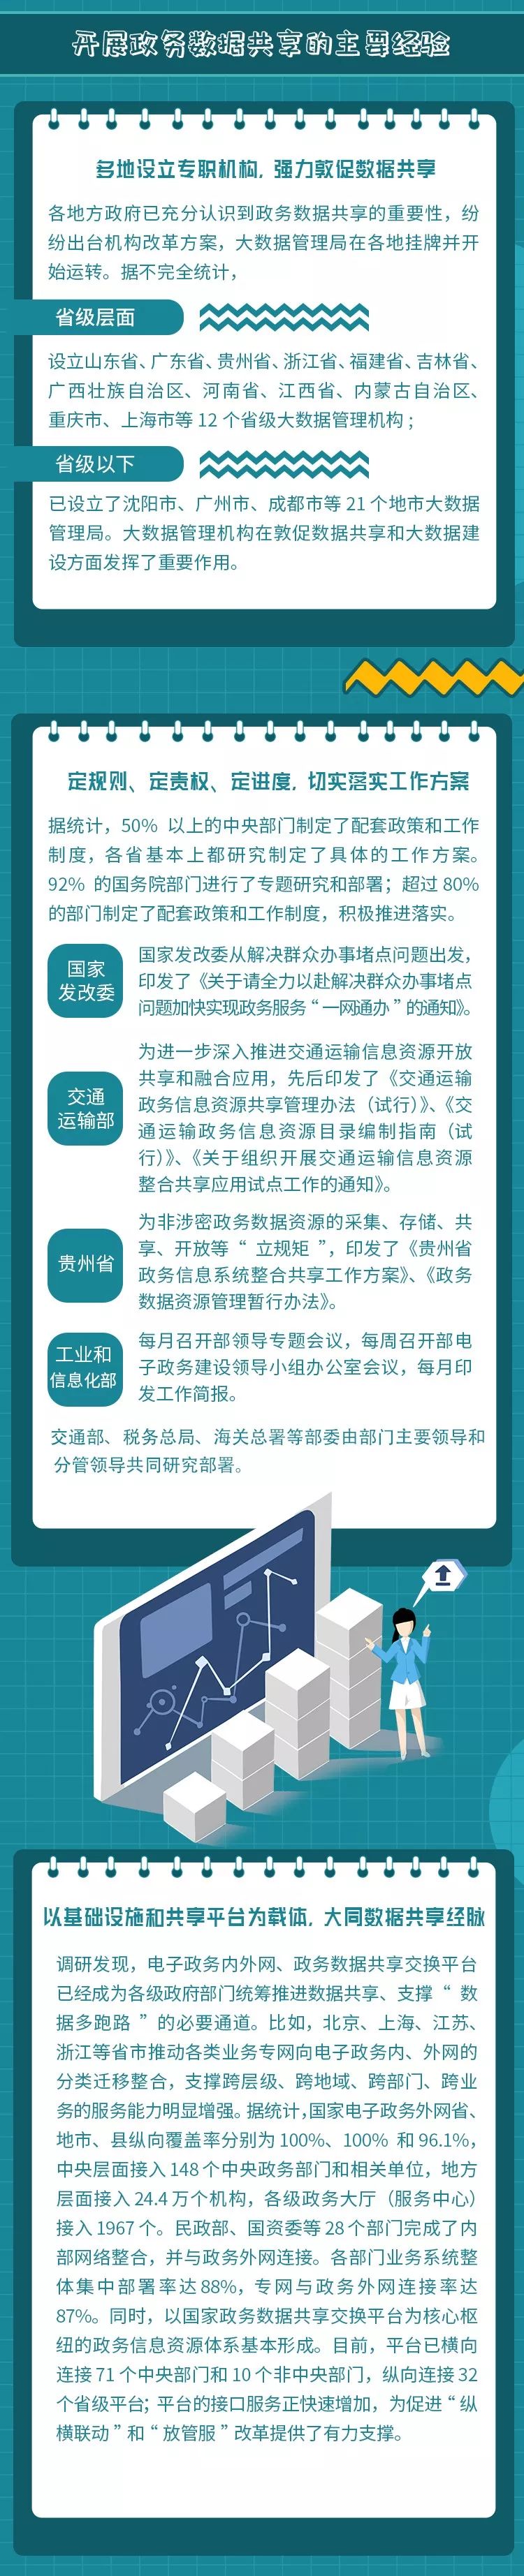 开展政务数据共享的主要经验
多地设立专职机构，强力敦促数据共享
各地方政府已充分认识到政务数据共享的重要性，纷
纷出台机构改革方案，大数据管理局在各地挂牌并开
始运转。据不完全统计，
省级层面
设立山东省、广东省、贵州省、浙江省、福建省、吉林省、
广西壮族自治区、河南省、江西省、内蒙古自治区、
重庆市、上海市等 12 个省级大数据管理机构；
省级以下
已设立了沈阳市、广州市、成都市等 21 个地市大数据
管理局。大数据管理机构在敦促数据共享和大数据建
设方面发挥了重要作用。
定规则、定责权、定进度，切实落实工作方案
据统计，50% 以上的中央部门制定了配套政策和工作
制度，各省基本上都研究制定了具体的工作方案。
92% 的国务院部门进行了专题研究和部署；超过 80%
的部门制定了配套政策和工作制度，积极推进落实。
国家
发改委
国家发改委从解决群众办事堵点问题出发，
印发了《关于请全力以赴解决群众办事堵点
问题加快实现政务服务“一网通办”的通知》。
交通
运输部
为进一步深入推进交通运输信息资源开放
共享和融合应用，先后印发了《交通运输
政务信息资源共享管理办法（试行）》、《交
通运输政务信息资源目录编制指南（试
行）》、《关于组织开展交通运输信息资源
整合共享应用试点工作的通知》。
贵州省
为非涉密政务数据资源的采集、存储、共
享、开放等“ 立规矩 ”，印发了《贵州省
政务信息系统整合共享工作方案》、《政务
数据资源管理暂行办法》。
工业和
信息化部
每月召开部领导专题会议，每周召开部电
子政务建设领导小组办公室会议，每月印
发工作简报。
交通部、税务总局、海关总署等部委由部门主要领导和
分管领导共同研究部署。
以基础设施和共享平台为载体，大同数据共享经脉
调研发现，电子政务内外网、政务数据共享交换平台
已经成为各级政府部门统筹推进数据共享、支撑“ 数
据多跑路 ”的必要通道。比如，北京、上海、江苏、
浙江等省市推动各类业务专网向电子政务内、外网的
分类迁移整合，支撑跨层级、跨地域、跨部门、跨业
务的服务能力明显增强。据统计，国家电子政务外网省、
地市、县纵向覆盖率分别为 100%、100% 和 96.1%，
中央层面接入 148 个中央政务部门和相关单位，地方
层面接入 24.4 万个机构，各级政务大厅（服务中心）
接入 1967 个。民政部、国资委等 28 个部门完成了内
部网络整合，并与政务外网连接。各部门业务系统整
体集中部署率达 88%，专网与政务外网连接率达
87%。同时，以国家政务数据共享交换平台为核心枢
纽的政务信息资源体系基本形成。目前，平台已横向
连接 71 个中央部门和 10 个非中央部门，纵向连接 32
个省级平台；平台的接口服务正快速增加，为促进“纵
横联动”和“放管服”改革提供了有力支撑。